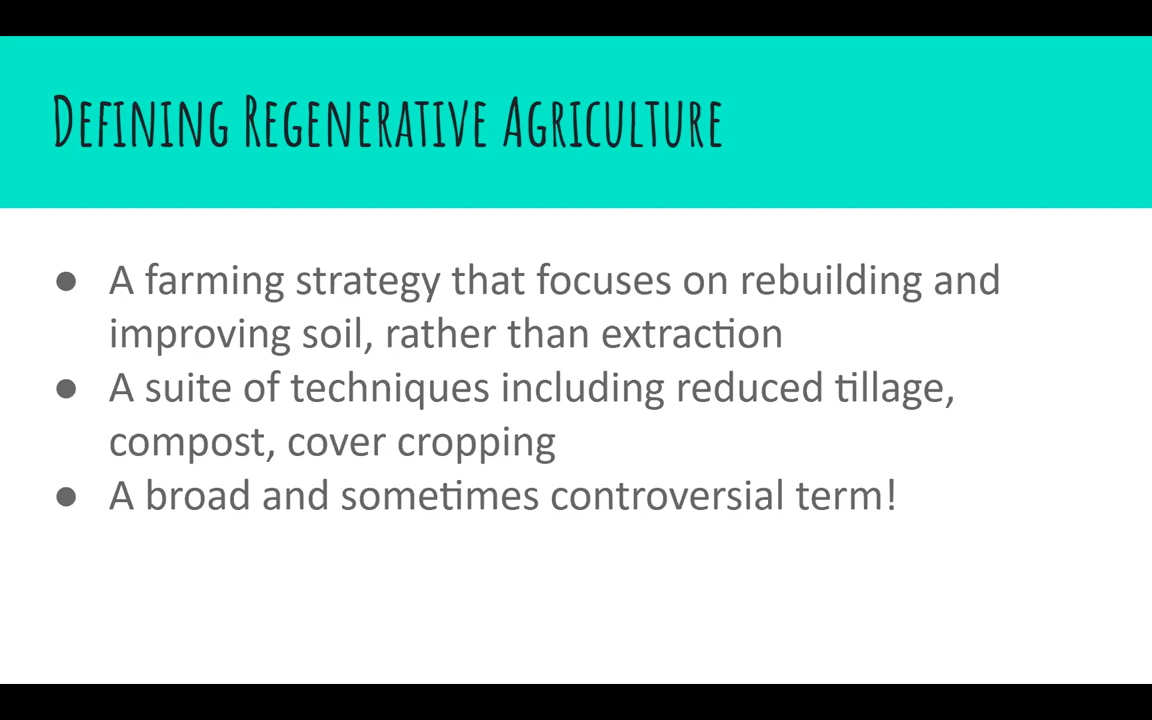 Defining Regenerative Agriculture
● A farming strategy that focuses on rebuilding and
improving soil, rather than extraction
● A suite of techniques including reduced tillage,
compost, cover cropping
● A broad and sometimes controversial term!